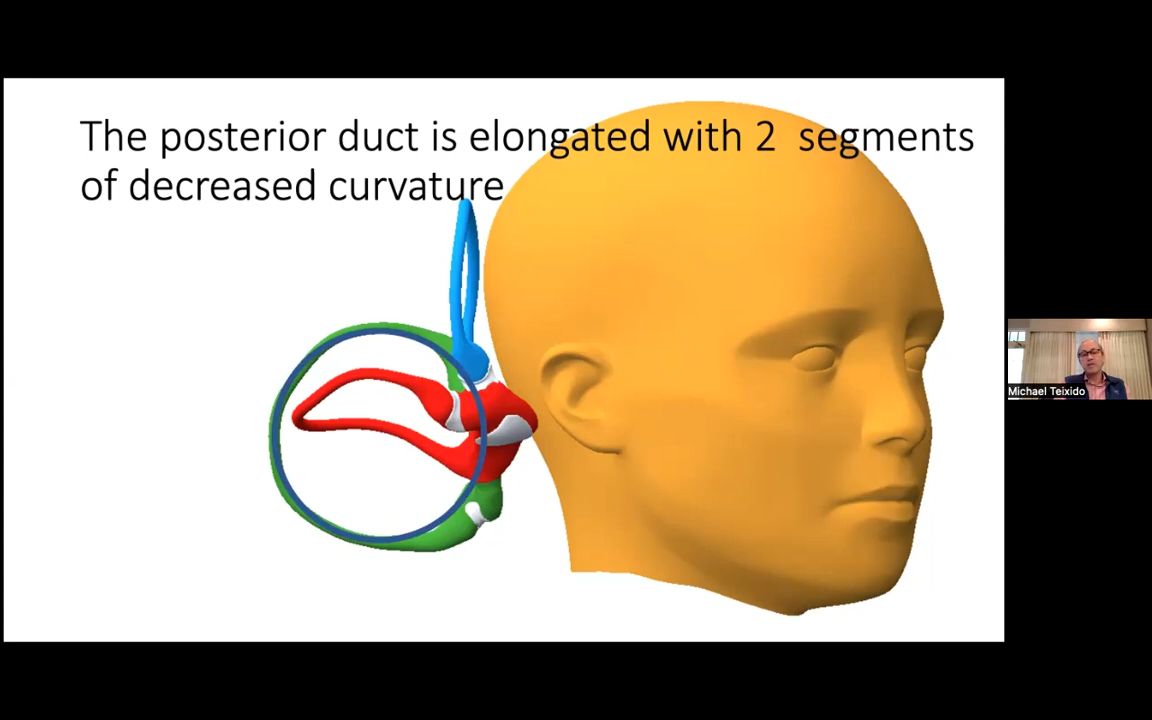 The posterior duct is elongated with 2  segments
of decreased curvature
Michael Teixido